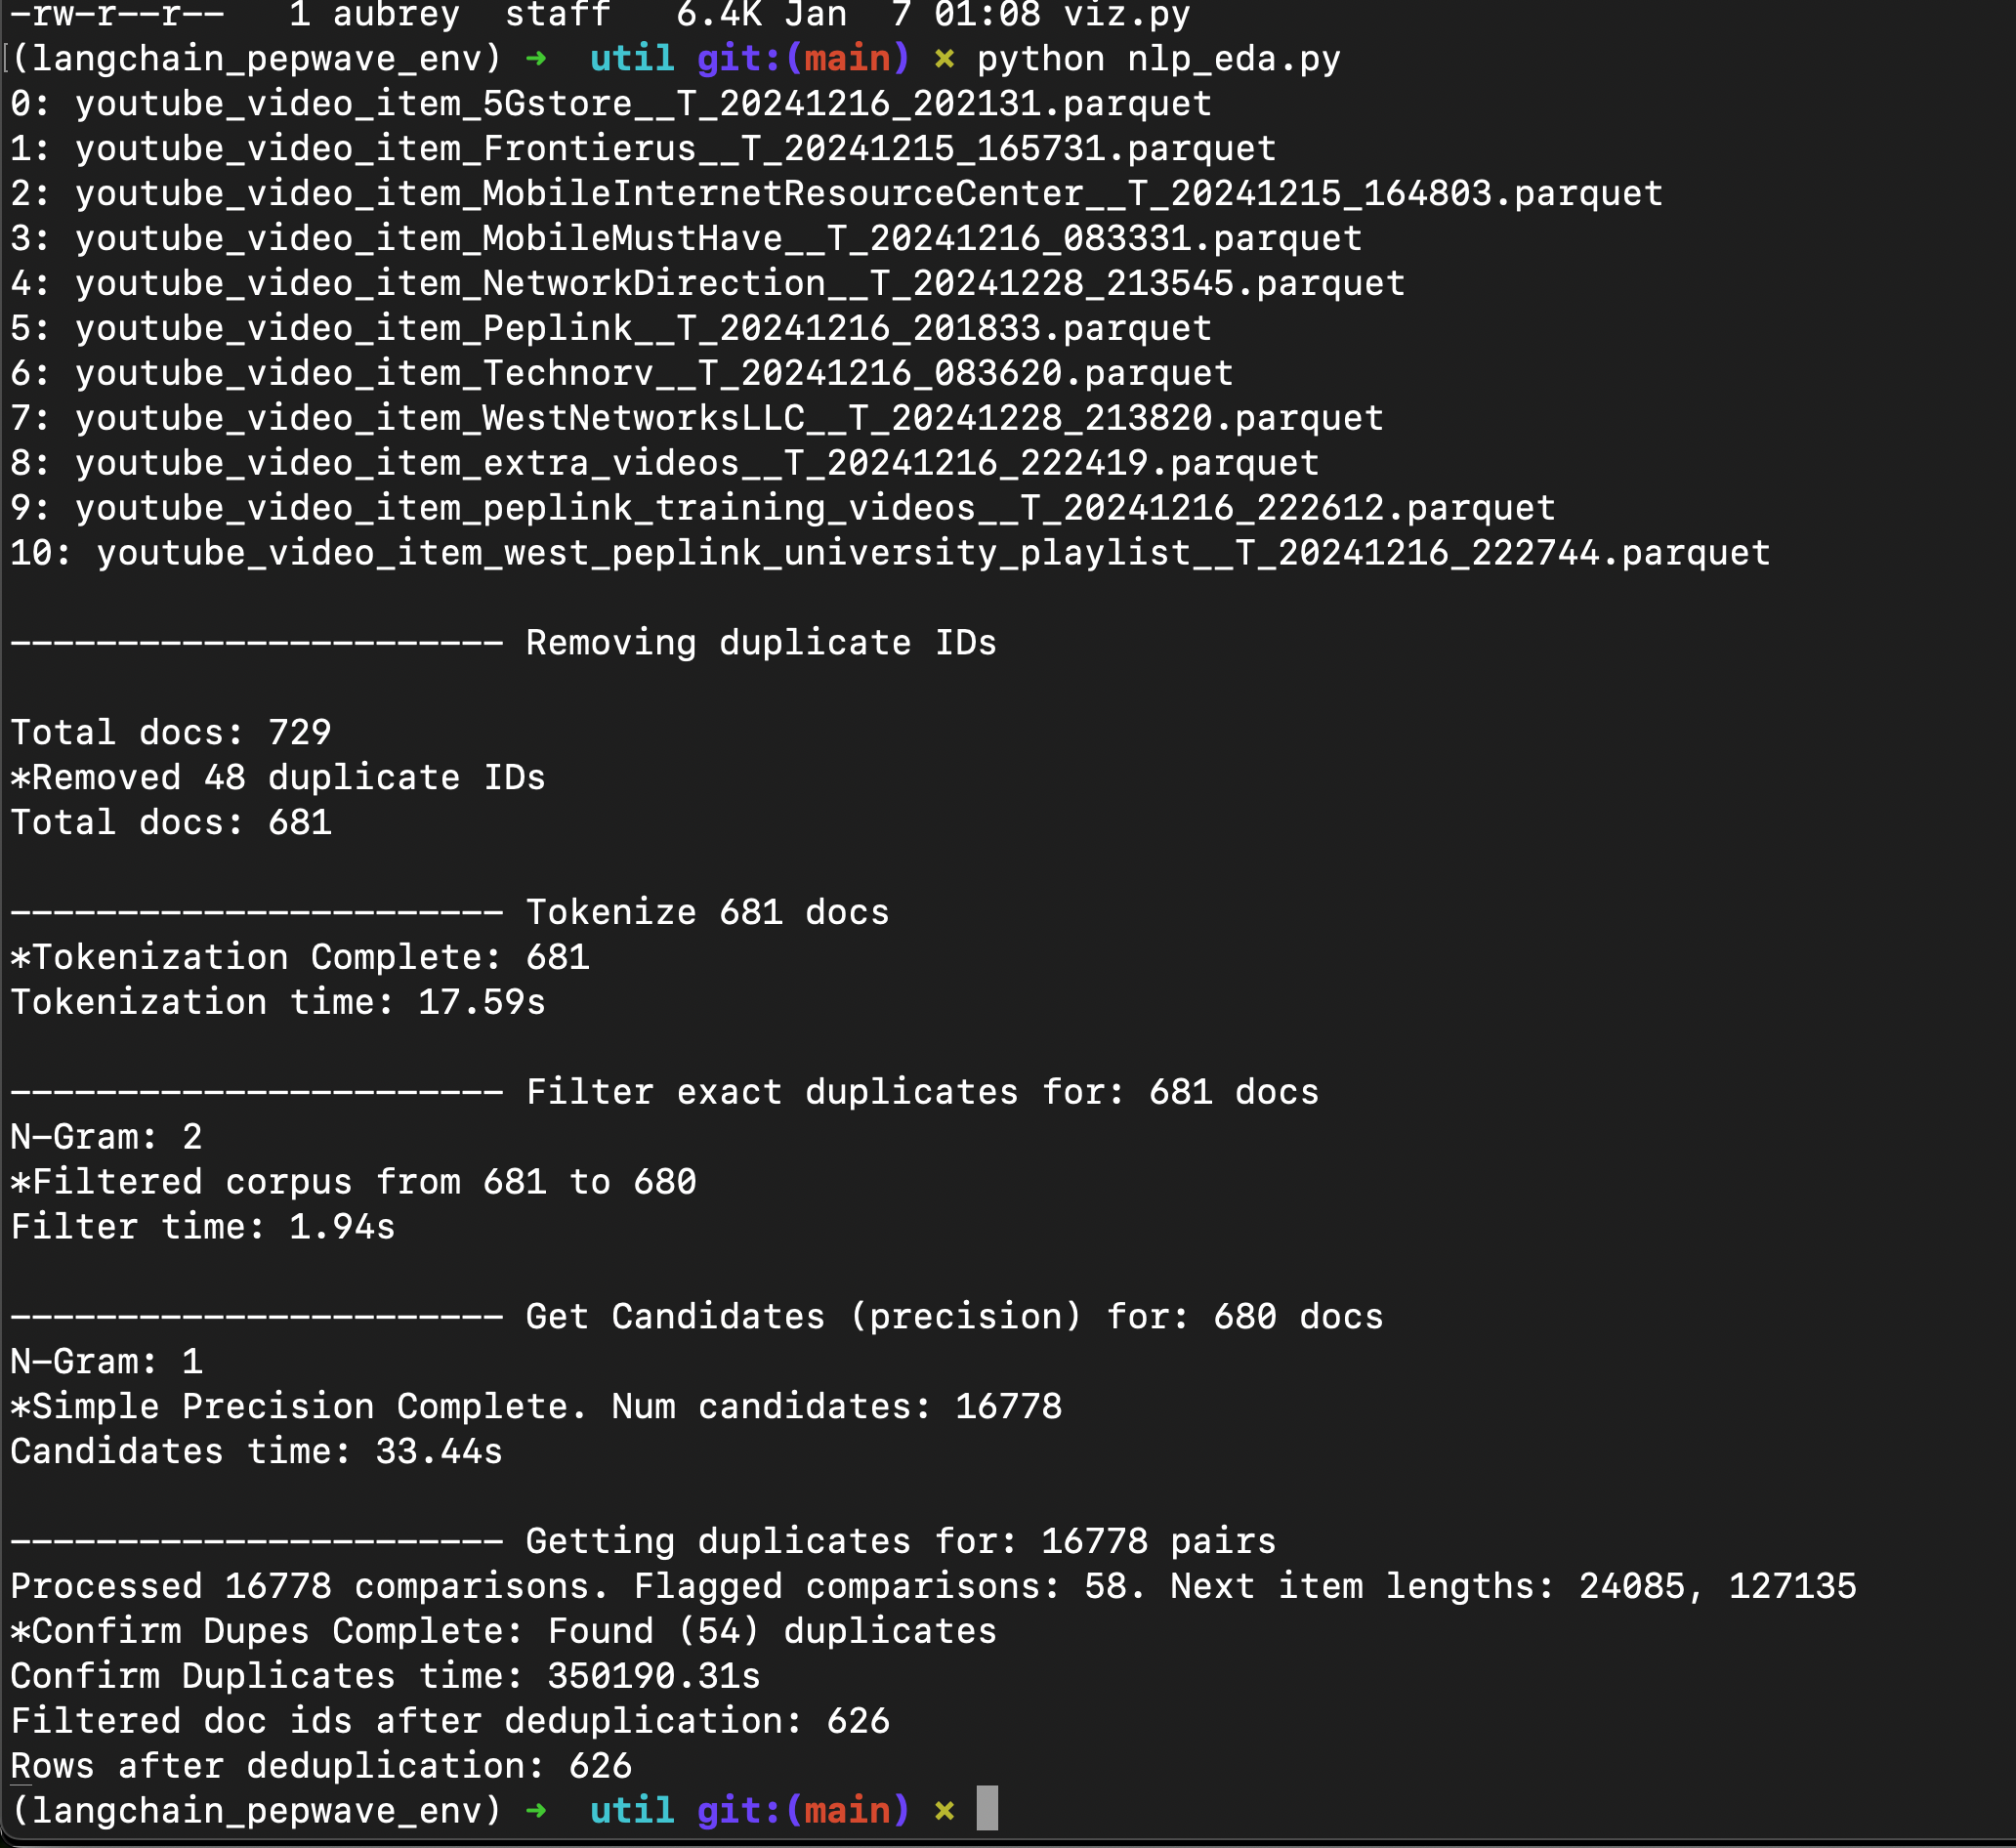 -rw-r--r--   1 aubrey  staff   6.4K Jan  7 01:08 viz.py
[(langchain_pepwave_env) ➜  util git:(main) ✗ python nlp_eda.py
0: youtube_video_item_5Gstore__T_20241216_202131.parquet
1: youtube_video_item_Frontierus__T_20241215_165731.parquet
2: youtube_video_item_MobileInternetResourceCenter__T_20241215_164803.parquet
3: youtube_video_item_MobileMustHave__T_20241216_083331.parquet
4: youtube_video_item_NetworkDirection__T_20241228_213545.parquet
5: youtube_video_item_Peplink__T_20241216_201833.parquet
6: youtube_video_item_Technorv__T_20241216_083620.parquet
7: youtube_video_item_WestNetworksLLC__T_20241228_213820.parquet
8: youtube_video_item_extra_videos__T_20241216_222419.parquet
9: youtube_video_item_peplink_training_videos__T_20241216_222612.parquet
10: youtube_video_item_west_peplink_university_playlist__T_20241216_222744.parquet
----------------------- Removing duplicate IDs
Total docs: 729
*Removed 48 duplicate IDs
Total docs: 681
----------------------- Tokenize 681 docs
*Tokenization Complete: 681
Tokenization time: 17.59s
----------------------- Filter exact duplicates for: 681 docs
N-Gram: 2
*Filtered corpus from 681 to 680
Filter time: 1.94s
----------------------- Get Candidates (precision) for: 680 docs
N-Gram: 1
*Simple Precision Complete. Num candidates: 16778
Candidates time: 33.44s
----------------------- Getting duplicates for: 16778 pairs
Processed 16778 comparisons. Flagged comparisons: 58. Next item lengths: 24085, 127135
*Confirm Dupes Complete: Found (54) duplicates
Confirm Duplicates time: 350190.31s
Filtered doc ids after deduplication: 626
Rows after deduplication: 626
(langchain_pepwave_env) ➜  util git:(main) ✗